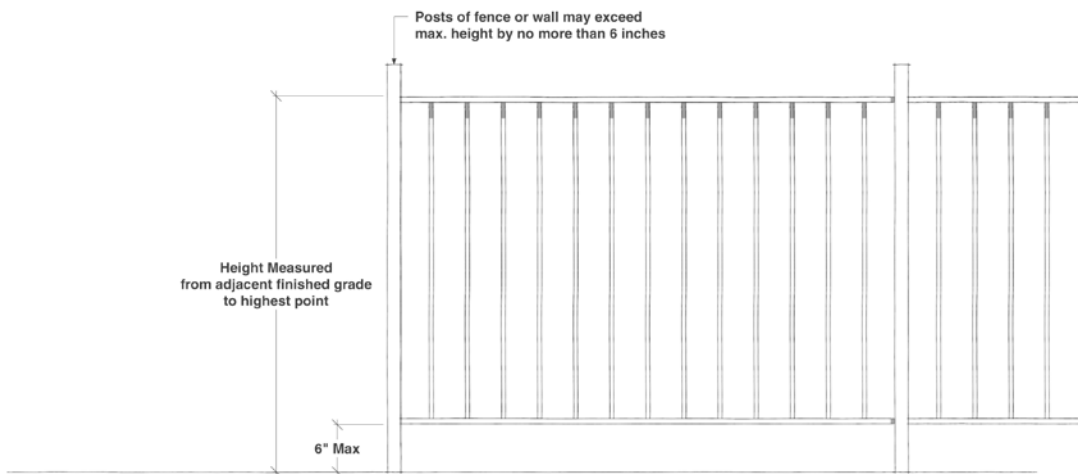 Posts of fence or wall may exceed
max. height by no more than 6 inches
Height Measured
from adjacent finished grade
to highest point
6" Max